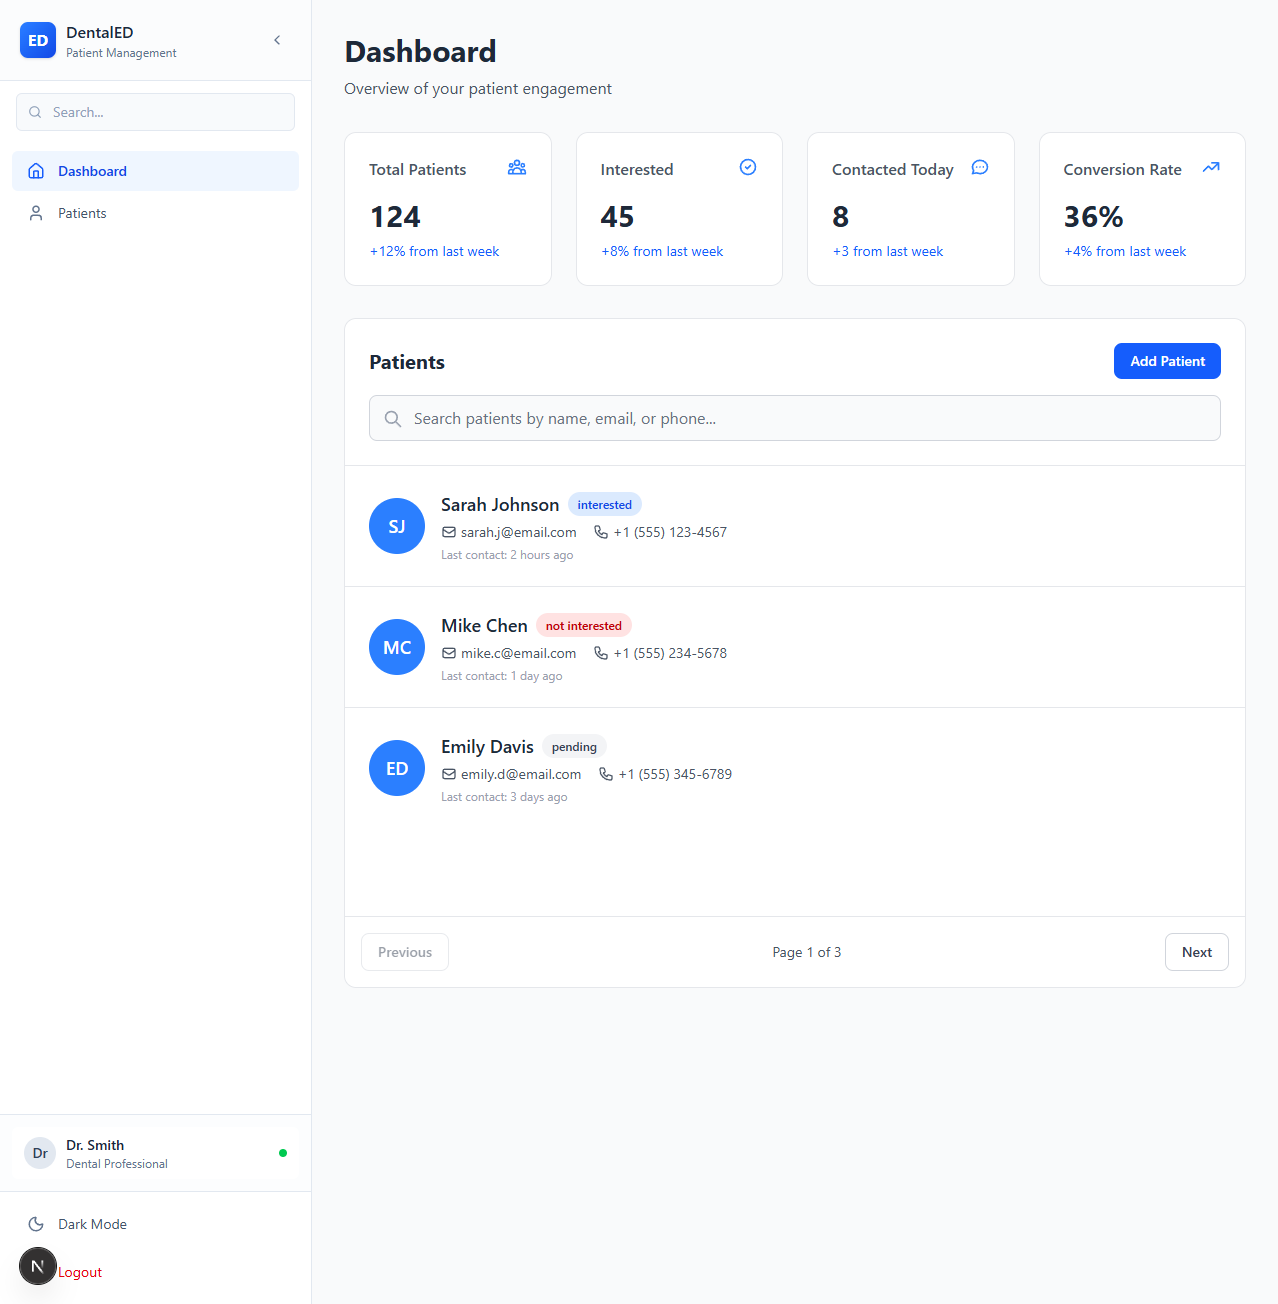 ED
DentalED
Patient Management
Search...
Dashboard
Patients
Dr
Dr. Smith
Dental Professional
Dark Mode
N
Logout
Dashboard
Overview of your patient engagement
Total Patients
124
+12% from last week
Interested
45
+8% from last week
Contacted Today
8
+3 from last week
Conversion Rate
36%
+4% from last week
Patients
Add Patient
Search patients by name, email, or phone...
SJ
Sarah Johnson interested
sarah.j@email.com +1 (555) 123-4567
Last contact: 2 hours ago
MC
Mike Chen not interested
mike.c@email.com +1 (555) 234-5678
Last contact: 1 day ago
ED
Emily Davis pending
emily.d@email.com +1 (555) 345-6789
Last contact: 3 days ago
Previous
Page 1 of 3
Next